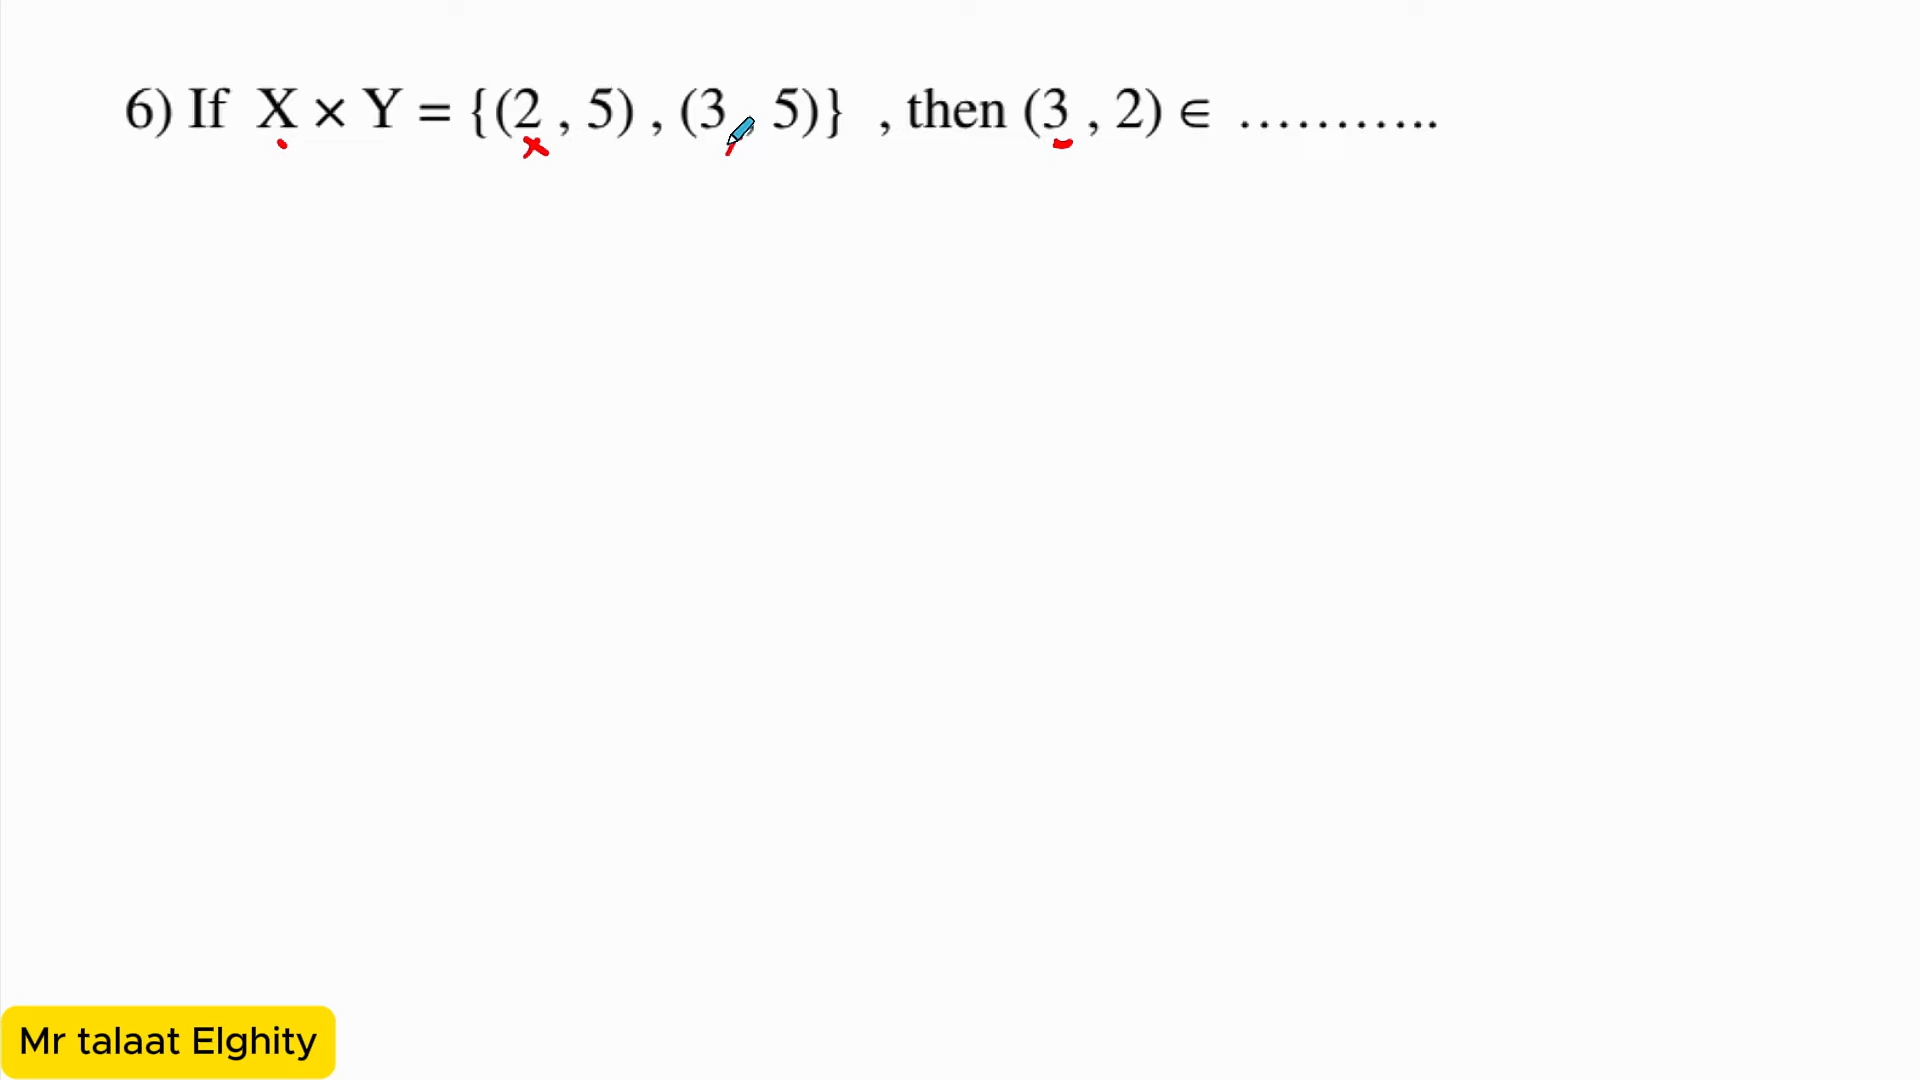 6) If X × Y = {(2 , 5) , (3 , 5)} , then (3 , 2) ∈ ………..
Mr talaat Elghity